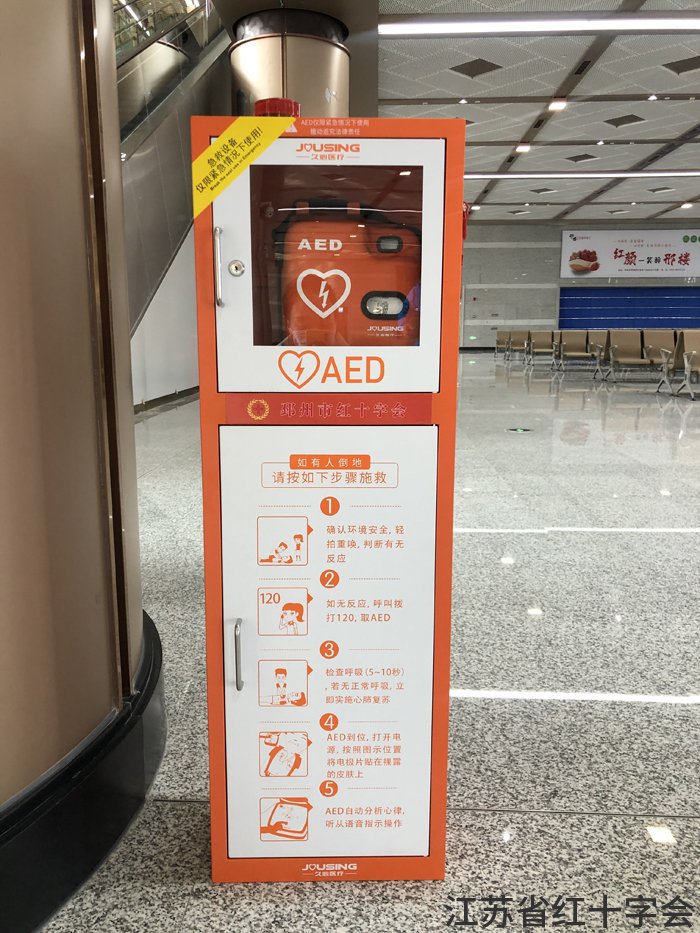 AED仅限紧急情况下使用
擅动追究法律责任
急救设备
仅限紧急情况下使用!
JOUSING
久心医疗
AED
JOUSING
久心医疗
AED
邳州市红十字会
如有人倒地
请按如下步骤施救
1
确认环境安全, 轻
拍重唤, 判断有无
反应
2
120
如无反应, 呼叫拨
打120, 取AED
3
检查呼吸(5-10秒)
, 若无正常呼吸, 立
即实施心肺复苏
4
AED到位, 打开电
源, 按照图示位置
将电极片贴在裸露
的皮肤上
5
AED自动分析心律,
听从语音指示操作
JOUSING
久心医疗
红颜一笑醉邢楼
江苏省红十字会